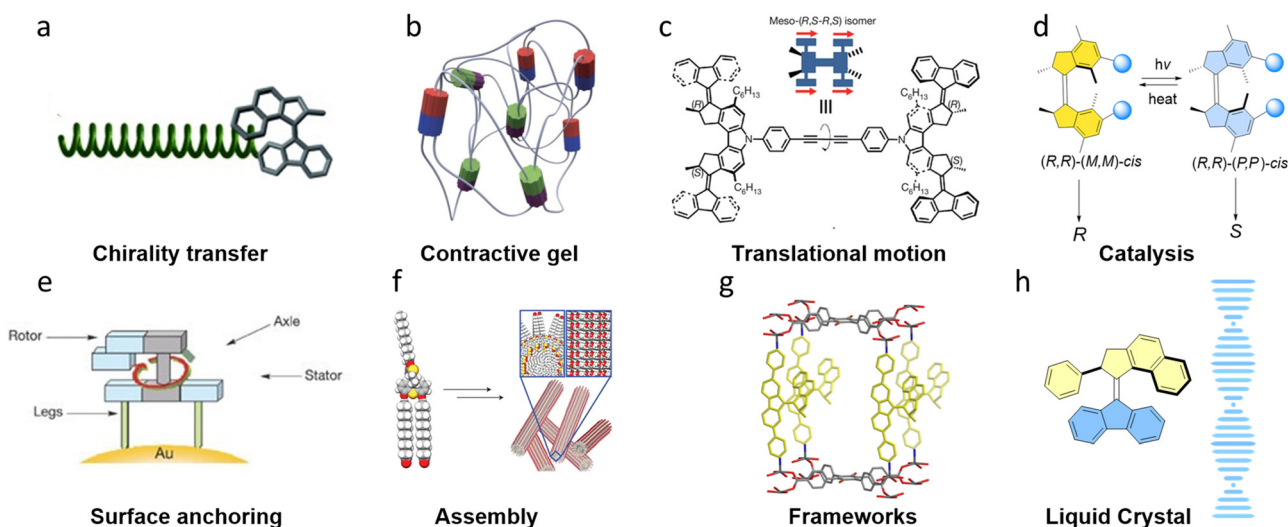 a
Chirality transfer
b
Contractive gel
c
Meso-(R,S-R,S) isomer
C₆H₁₃
C₆H₁₃
(R)
(R)
N
N
(S)
(S)
C₆H₁₃
C₆H₁₃
Translational motion
d
hv
heat
(R,R)-(M,M)-cis
(R,R)-(P,P)-cis
R
S
Catalysis
e
Rotor
Axle
Stator
Legs
Au
Surface anchoring
f
Assembly
g
Frameworks
h
Liquid Crystal